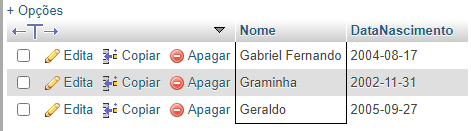 + Opções
←T→ Nome DataNascimento
Edita Copiar Apagar Gabriel Fernando 2004-08-17
Edita Copiar Apagar Graminha 2002-11-31
Edita Copiar Apagar Geraldo 2005-09-27